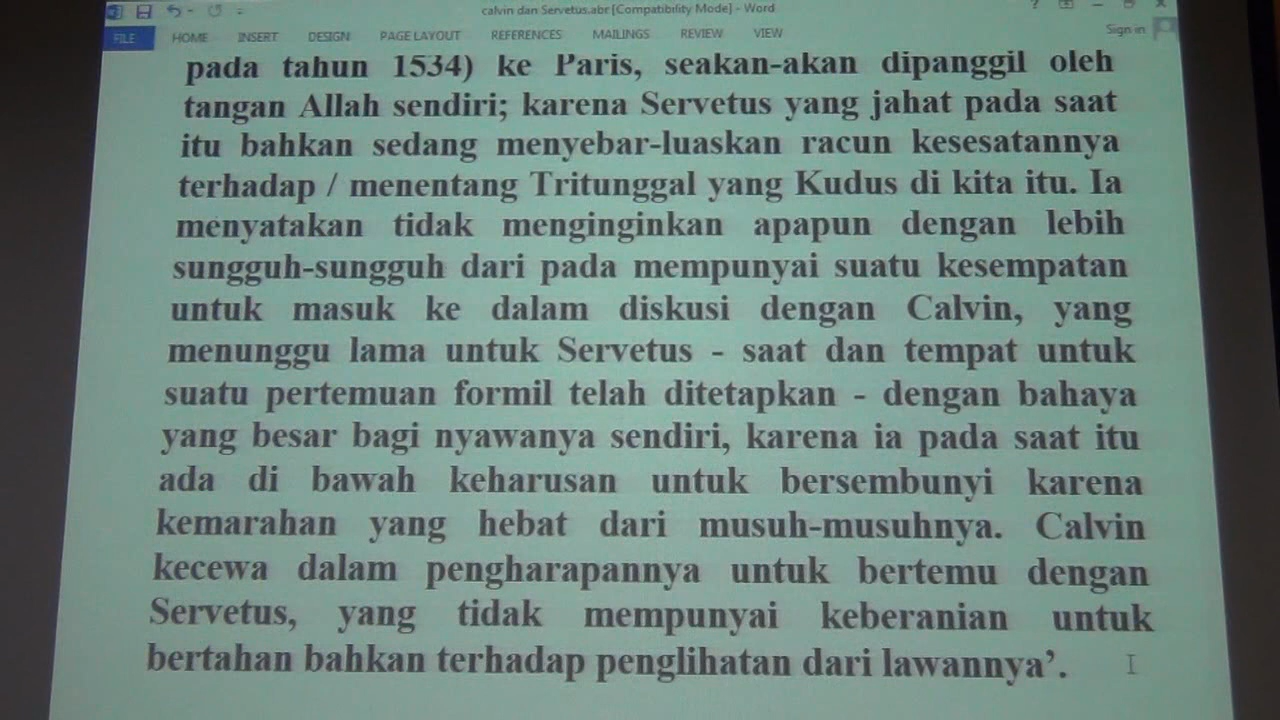 calvin dan Servetus.abr [Compatibility Mode] - Word
FILE HOME INSERT DESIGN PAGE LAYOUT REFERENCES MAILINGS REVIEW VIEW Sign in
pada tahun 1534) ke Paris, seakan-akan dipanggil oleh
tangan Allah sendiri; karena Servetus yang jahat pada saat
itu bahkan sedang menyebar-luaskan racun kesesatannya
terhadap / menentang Tritunggal yang Kudus di kita itu. Ia
menyatakan tidak menginginkan apapun dengan lebih
sungguh-sungguh dari pada mempunyai suatu kesempatan
untuk masuk ke dalam diskusi dengan Calvin, yang
menunggu lama untuk Servetus - saat dan tempat untuk
suatu pertemuan formil telah ditetapkan - dengan bahaya
yang besar bagi nyawanya sendiri, karena ia pada saat itu
ada di bawah keharusan untuk bersembunyi karena
kemarahan yang hebat dari musuh-musuhnya. Calvin
kecewa dalam pengharapannya untuk bertemu dengan
Servetus, yang tidak mempunyai keberanian untuk
bertahan bahkan terhadap penglihatan dari lawannya’.